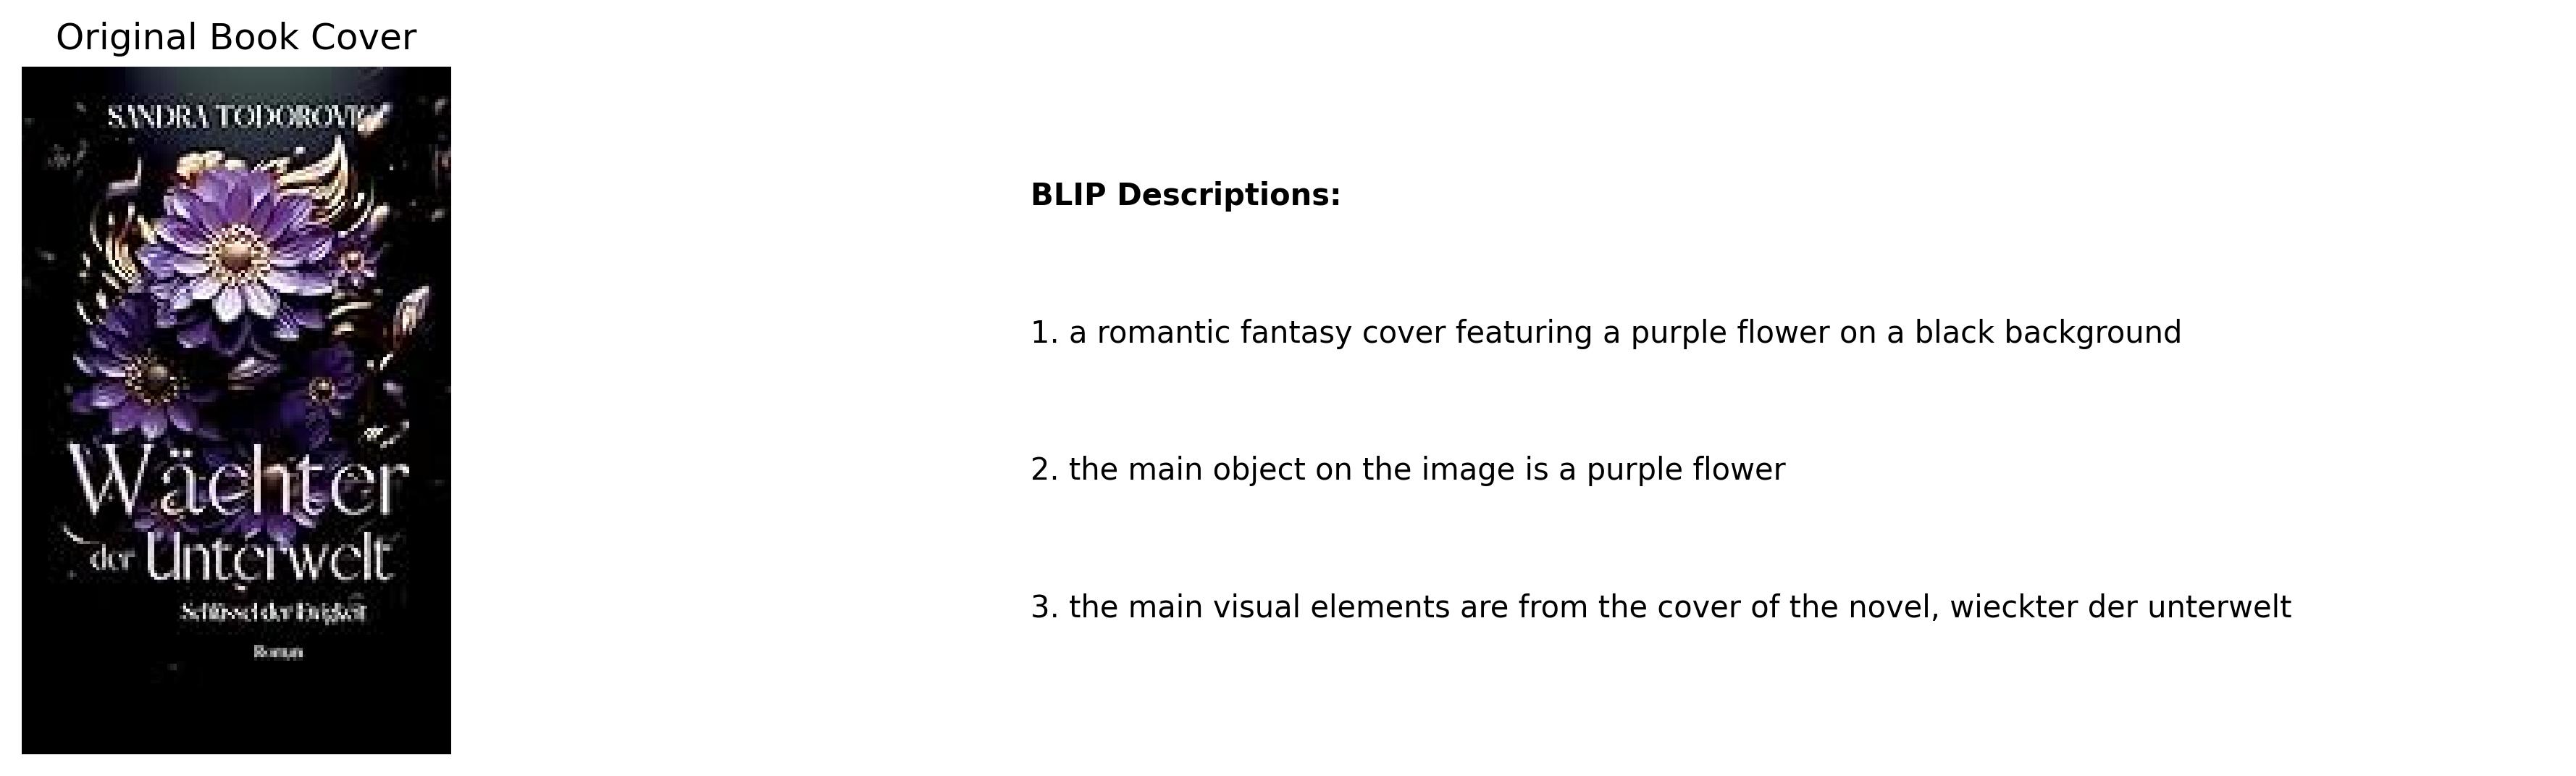 Original Book Cover
SANDRA TODOROVIC
Wächter
der Unterwelt
Schlüssel der Ewigkeit
Roman
BLIP Descriptions:
1. a romantic fantasy cover featuring a purple flower on a black background
2. the main object on the image is a purple flower
3. the main visual elements are from the cover of the novel, wieckter der unterwelt